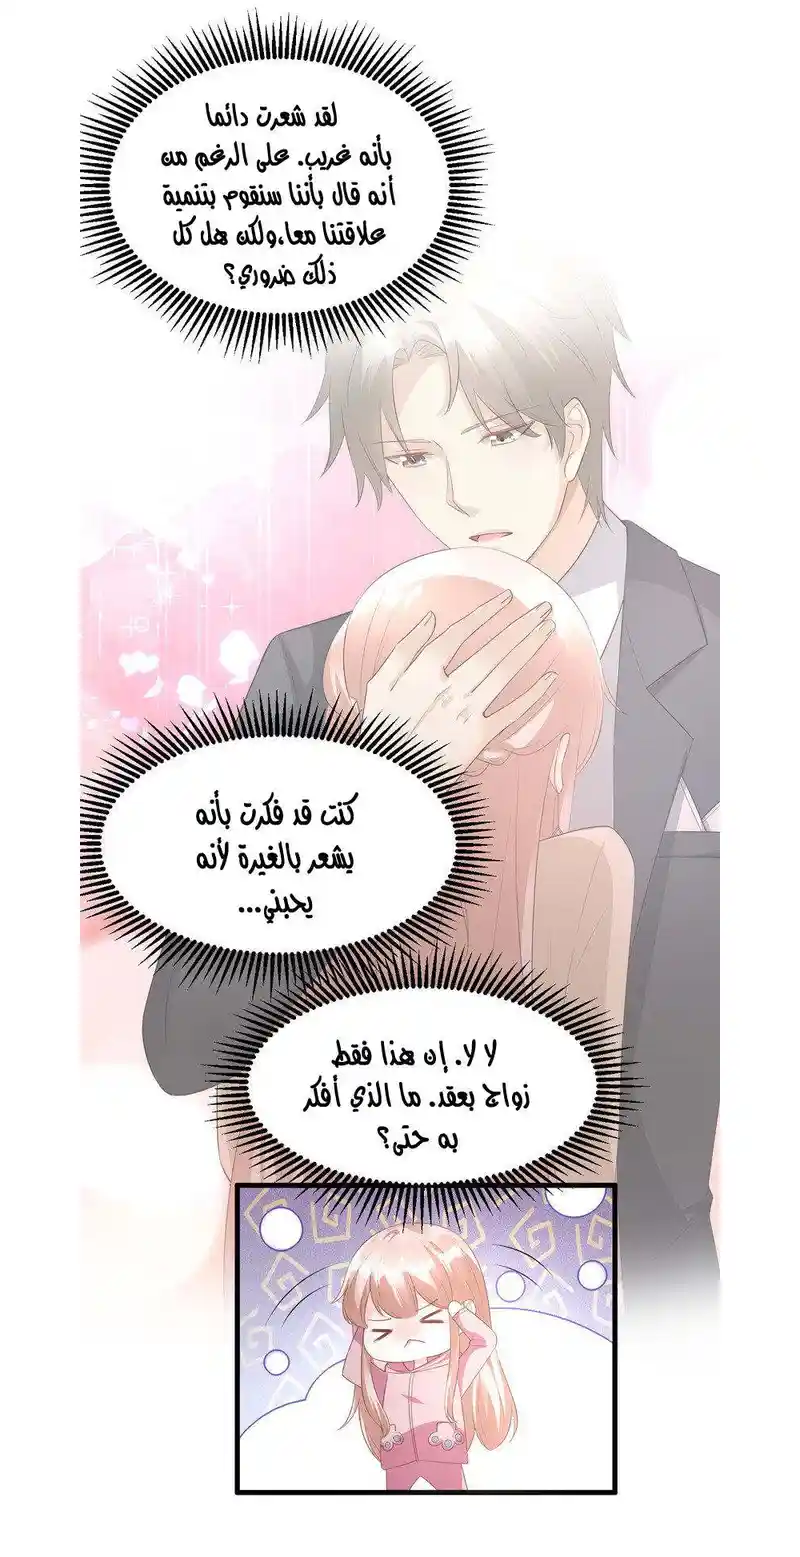 لقد شعرت دائما
بأنه غريب. على الرغم من
أنه قال بأننا سنقوم بتنمية
علاقتنا معا،ولكن هل كل
ذلك ضروري؟
كنت قد فكرت بأنه
يشعر بالغيرة لأنه
يحبني...
لا لا. إن هذا فقط
زواج بعقد. ما الذي أفكر
به حتى؟